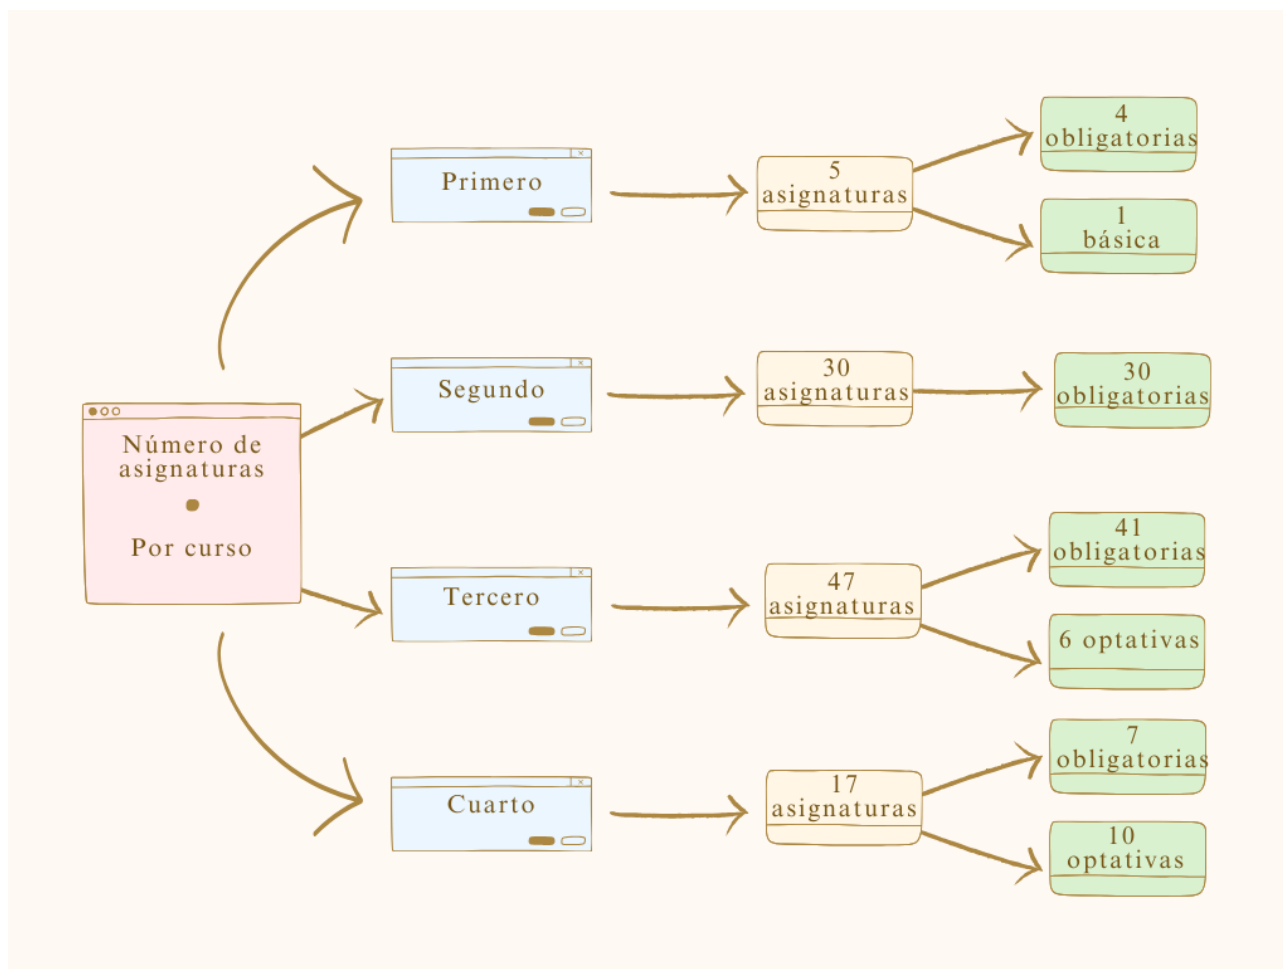 Número de
asignaturas
Por curso
Primero
5
asignaturas
4
obligatorias
1
básica
Segundo
30
asignaturas
30
obligatorias
Tercero
47
asignaturas
41
obligatorias
6 optativas
Cuarto
17
asignaturas
7
obligatorias
10
optativas